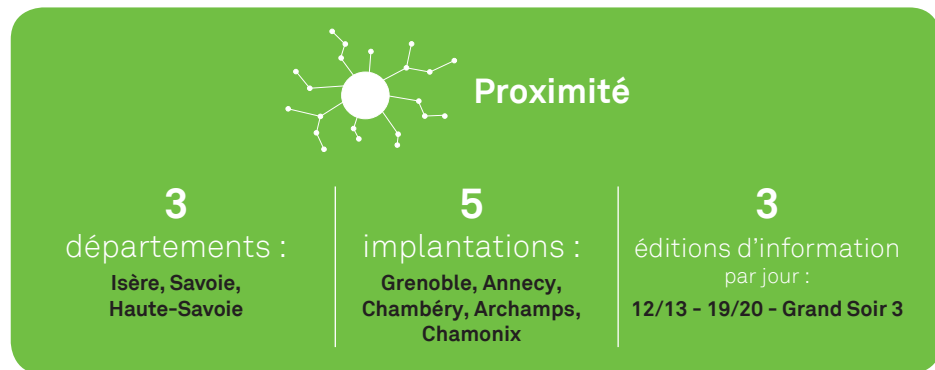 Proximité
3
départements :
Isère, Savoie,
Haute-Savoie
5
implantations :
Grenoble, Annecy,
Chambéry, Archamps,
Chamonix
3
éditions d’information
par jour :
12/13 - 19/20 - Grand Soir 3